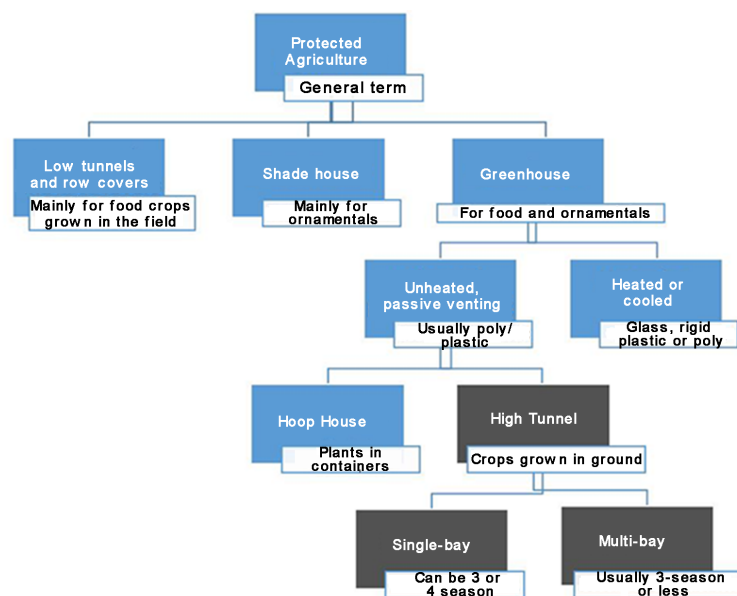 Protected
Agriculture
General term
Low tunnels
and row covers
Mainly for food crops
grown in the field
Shade house
Mainly for
ornamentals
Greenhouse
For food and ornamentals
Unheated,
passive venting
Usually poly/
plastic
Heated or
cooled
Glass, rigid
plastic or poly
Hoop House
Plants in
containers
High Tunnel
Crops grown in ground
Single-bay
Can be 3 or
4 season
Multi-bay
Usually 3-season
or less